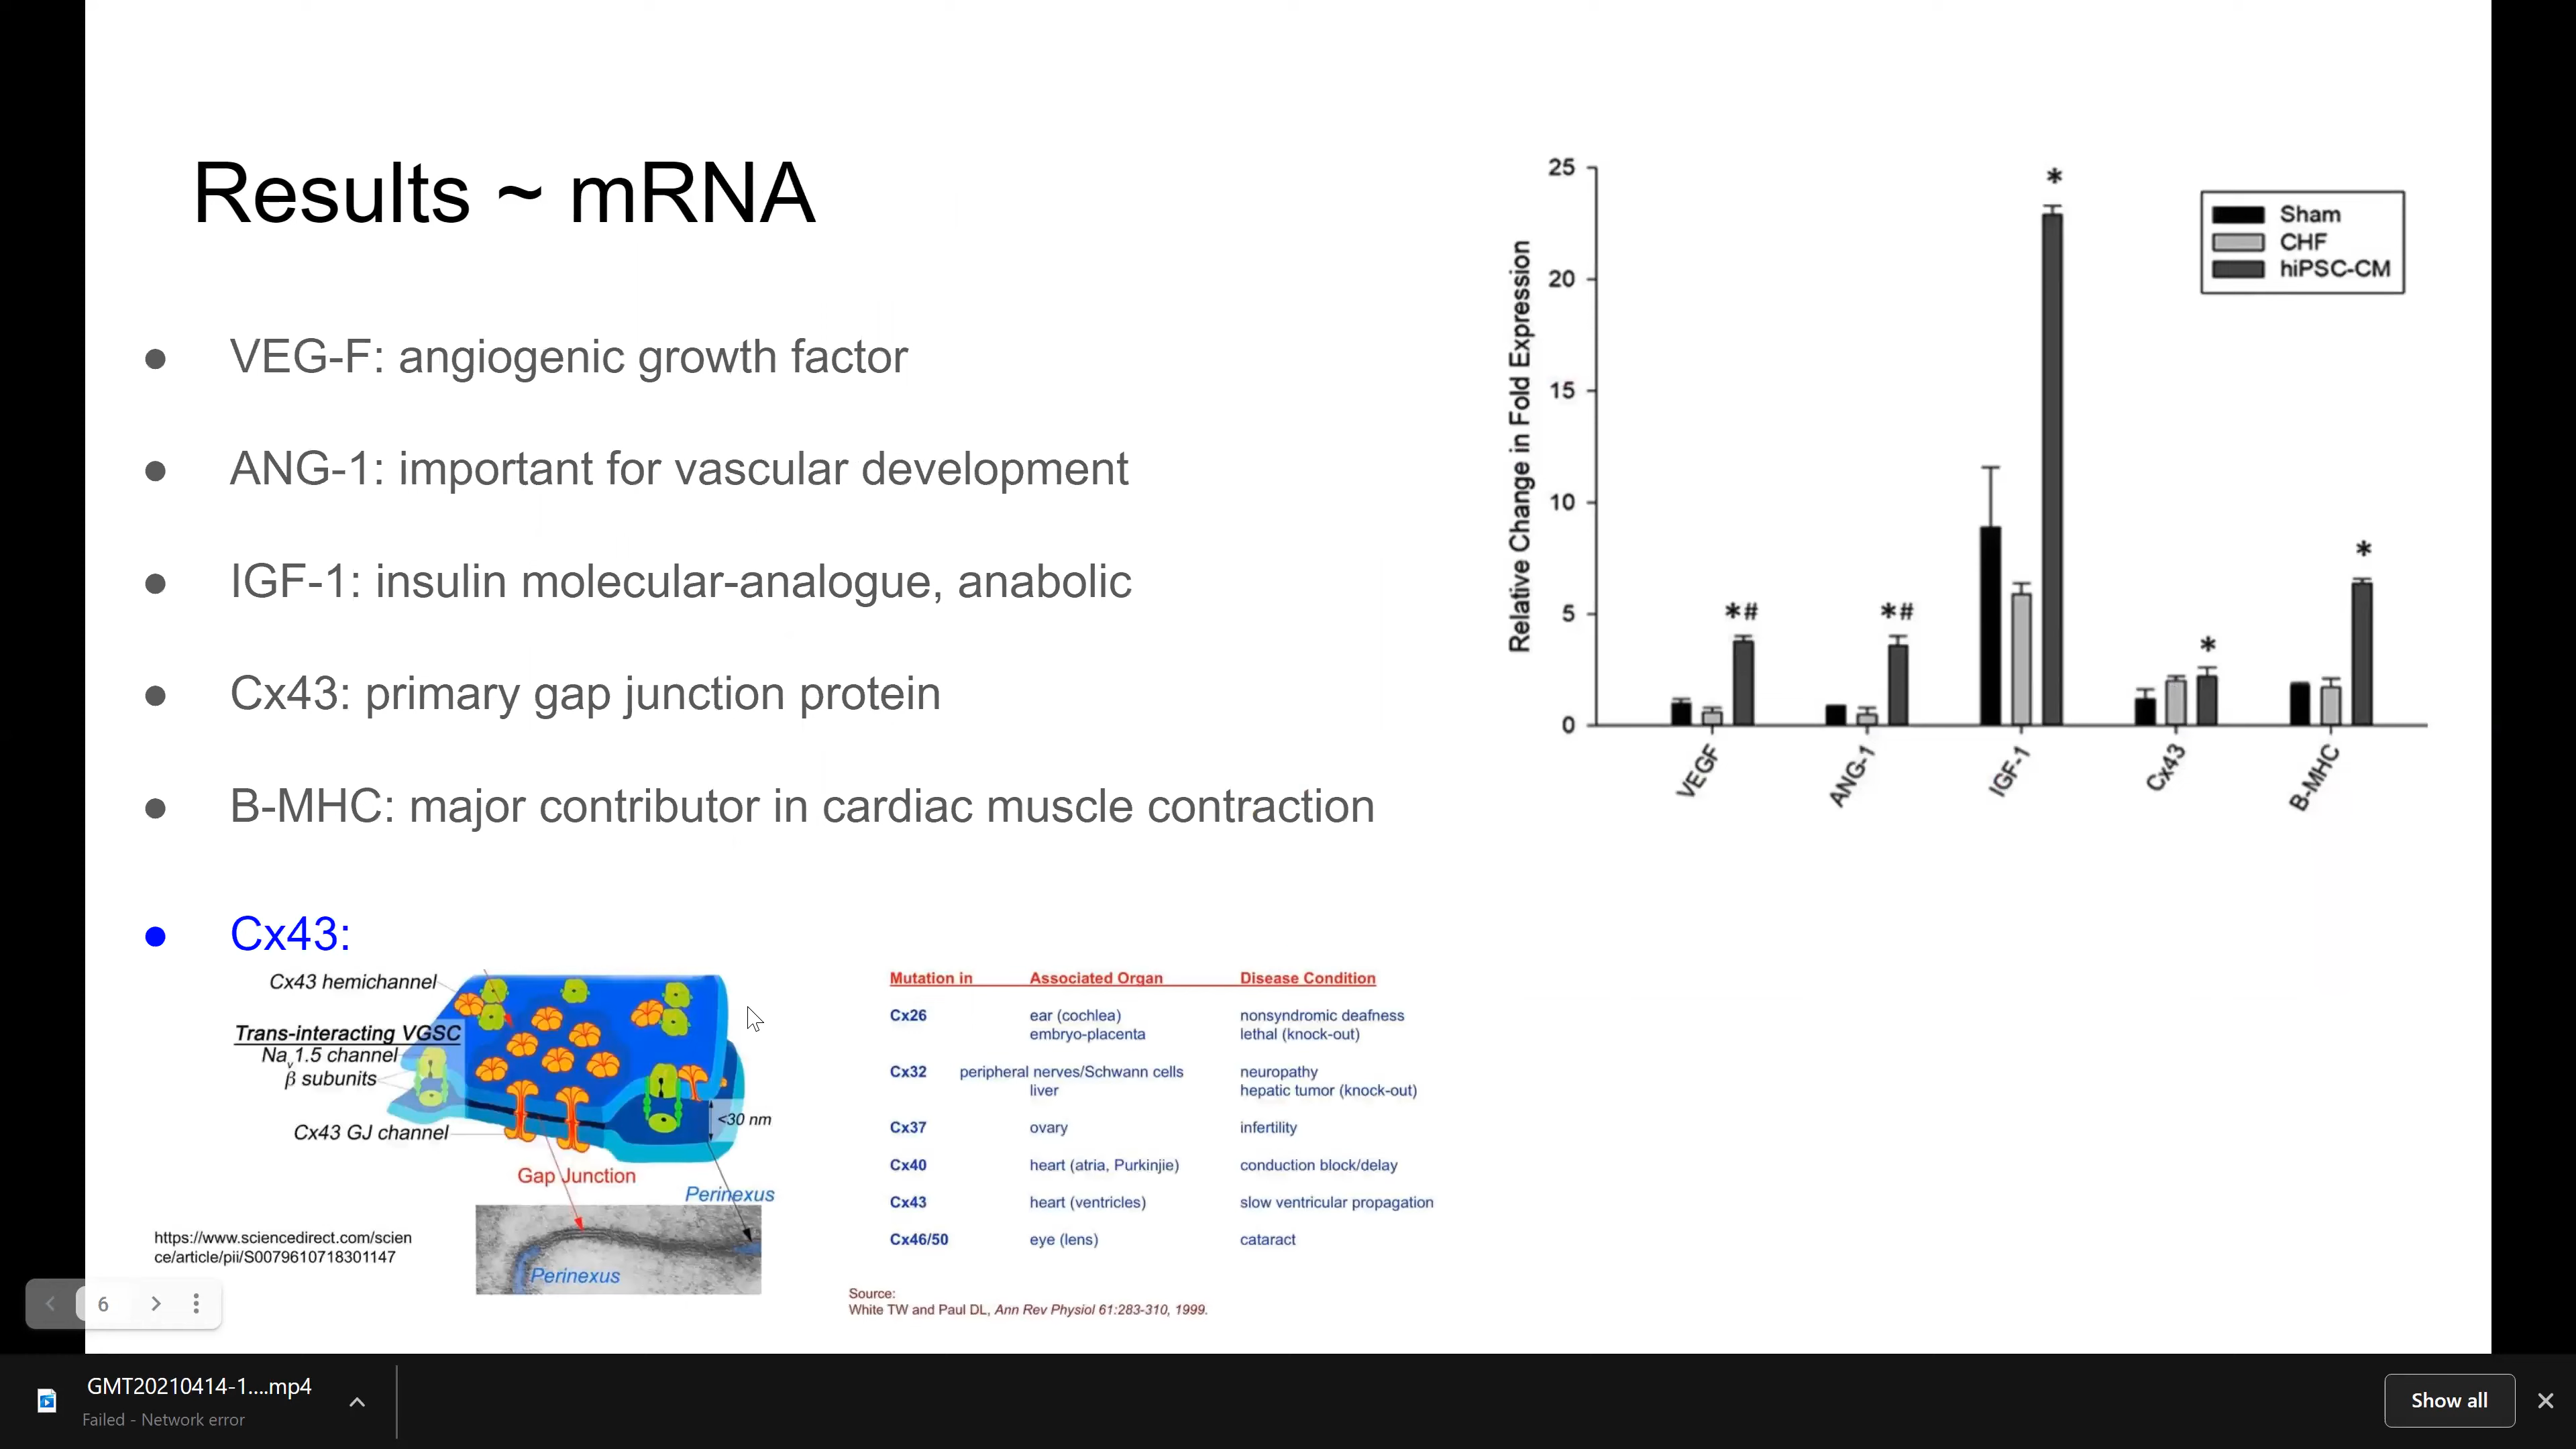 Results ~ mRNA
● VEG-F: angiogenic growth factor
● ANG-1: important for vascular development
● IGF-1: insulin molecular-analogue, anabolic
● Cx43: primary gap junction protein
● B-MHC: major contributor in cardiac muscle contraction
● Cx43:
Relative Change in Fold Expression
25
20
15
10
5
0
*# *# * * *
VEGF ANG-1 IGF-1 Cx43 B-MHC
Sham
CHF
hiPSC-CM
Cx43 hemichannel
Trans-interacting VGSC
Nav1.5 channel
β subunits
Cx43 GJ channel
<30 nm
Gap Junction
Perinexus
Perinexus
https://www.sciencedirect.com/scien
ce/article/pii/S0079610718301147
Mutation in Associated Organ Disease Condition
Cx26 ear (cochlea) nonsyndromic deafness
embryo-placenta lethal (knock-out)
Cx32 peripheral nerves/Schwann cells neuropathy
liver hepatic tumor (knock-out)
Cx37 ovary infertility
Cx40 heart (atria, Purkinjie) conduction block/delay
Cx43 heart (ventricles) slow ventricular propagation
Cx46/50 eye (lens) cataract
Source:
White TW and Paul DL, Ann Rev Physiol 61:283-310, 1999.
6
GMT20210414-1....mp4
Failed - Network error
Show all